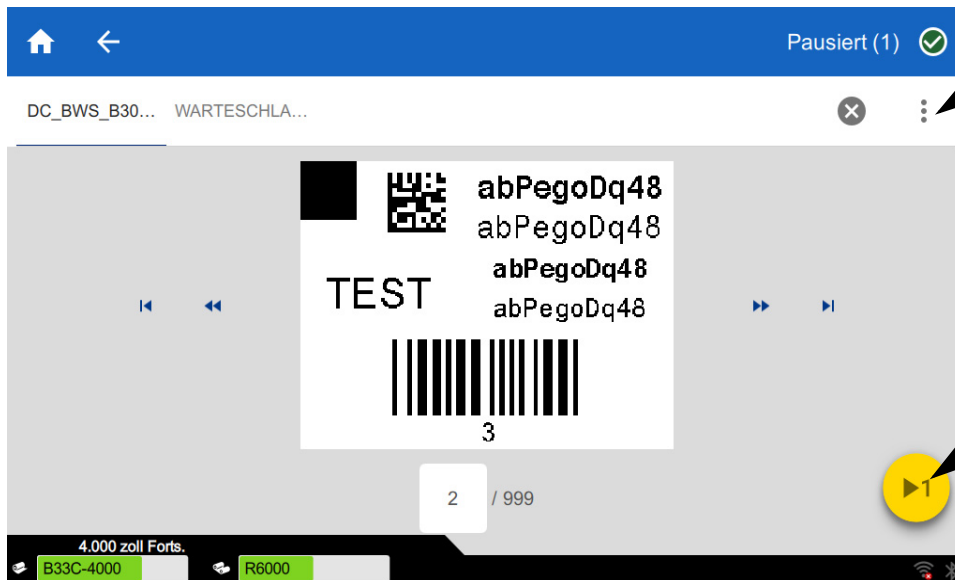 Pausiert (1)
DC_BWS_B30... WARTESCHLA...
abPegoDq48
abPegoDq48
abPegoDq48
TEST
abPegoDq48
3
2 / 999
1
4.000 zoll Forts.
B33C-4000 R6000